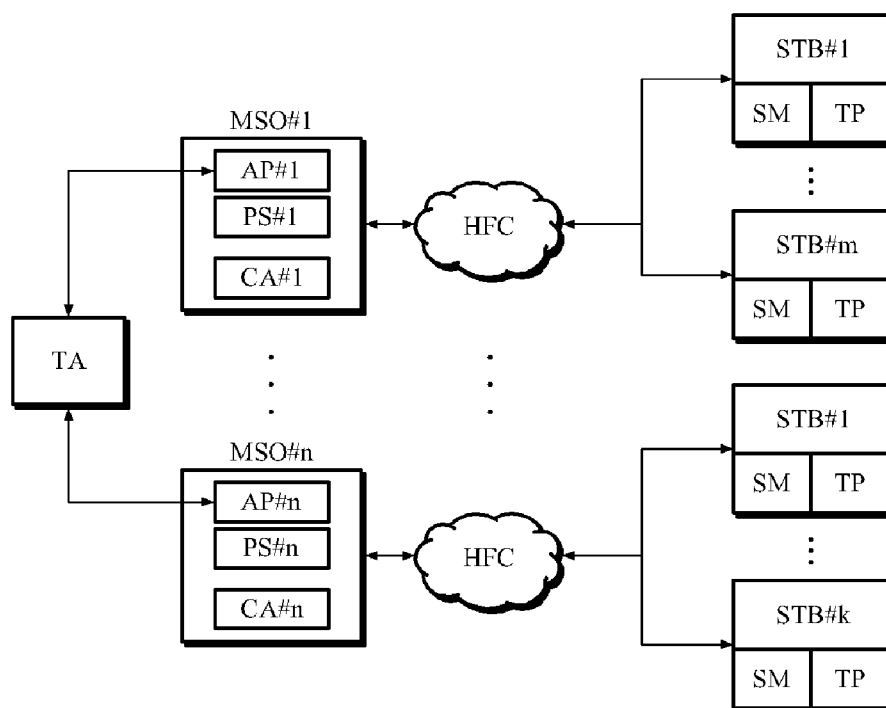 TA
MSO#1
AP#1
PS#1
CA#1
HFC
STB#1
SM TP
STB#m
SM TP
MSO#n
AP#n
PS#n
CA#n
HFC
STB#1
SM TP
STB#k
SM TP